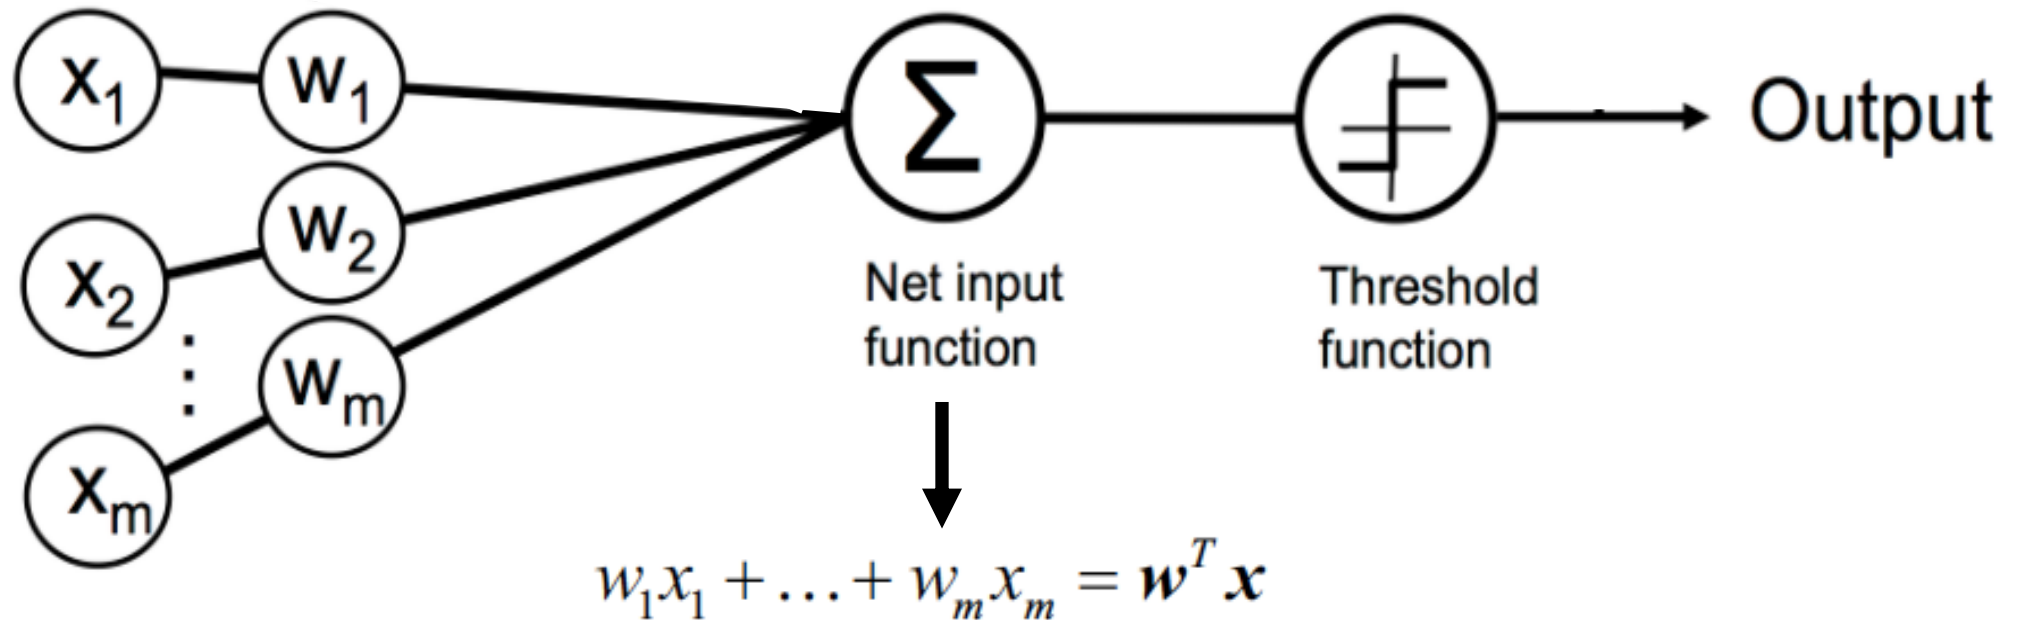 x₁ w₁
x₂ w₂
⋮
xₘ wₘ
Σ
Output
Net input
function
Threshold
function
w₁x₁ + … + wₘxₘ = wᵀx